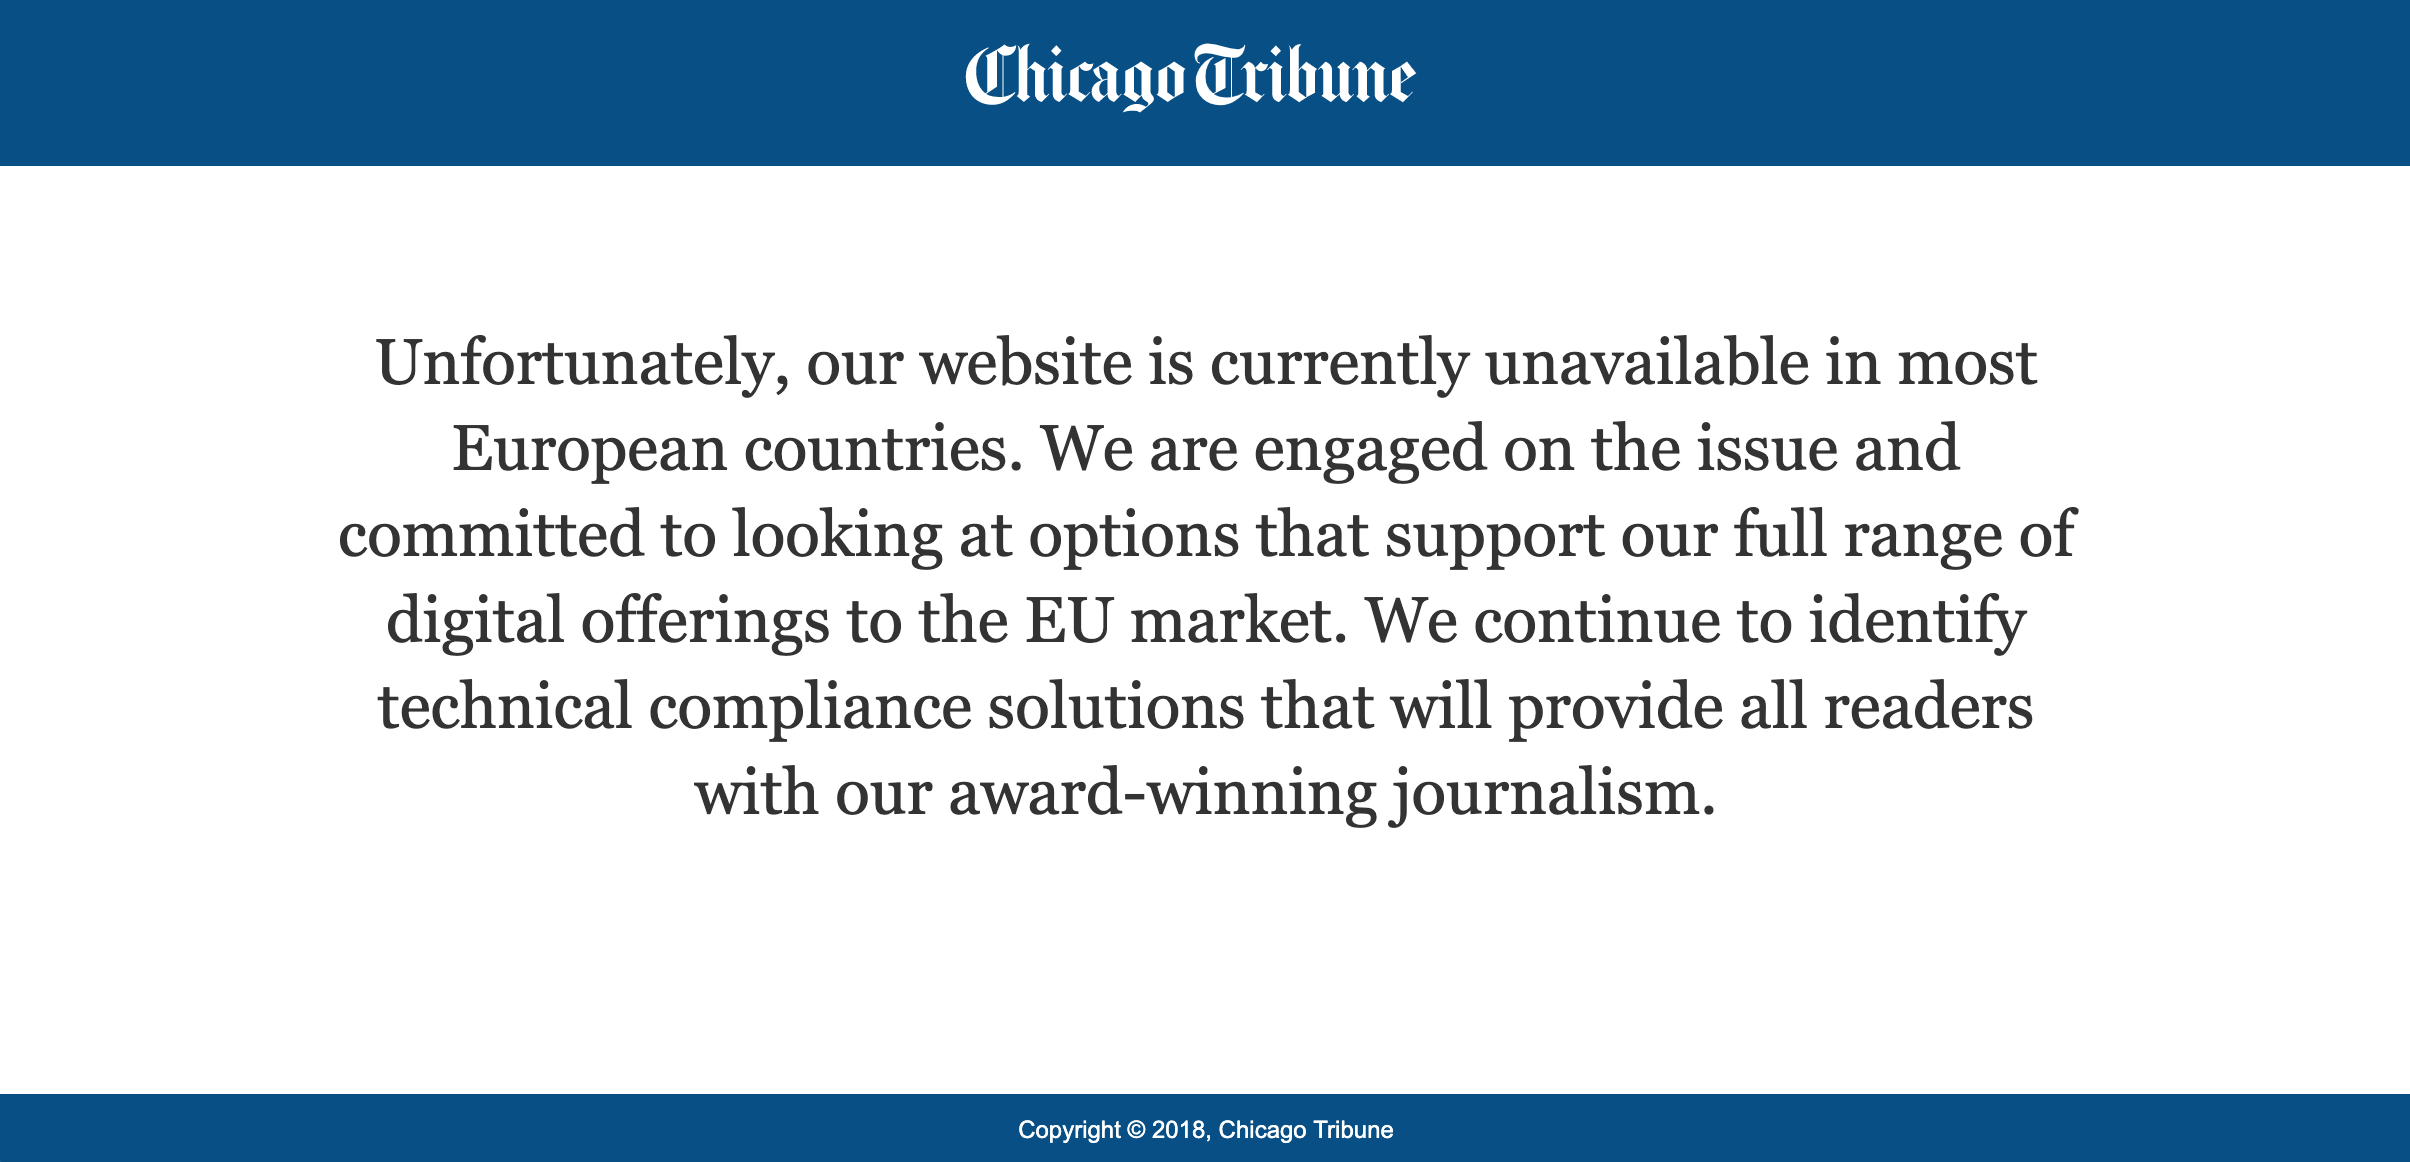 Chicago Tribune
Unfortunately, our website is currently unavailable in most
European countries. We are engaged on the issue and
committed to looking at options that support our full range of
digital offerings to the EU market. We continue to identify
technical compliance solutions that will provide all readers
with our award-winning journalism.
Copyright © 2018, Chicago Tribune